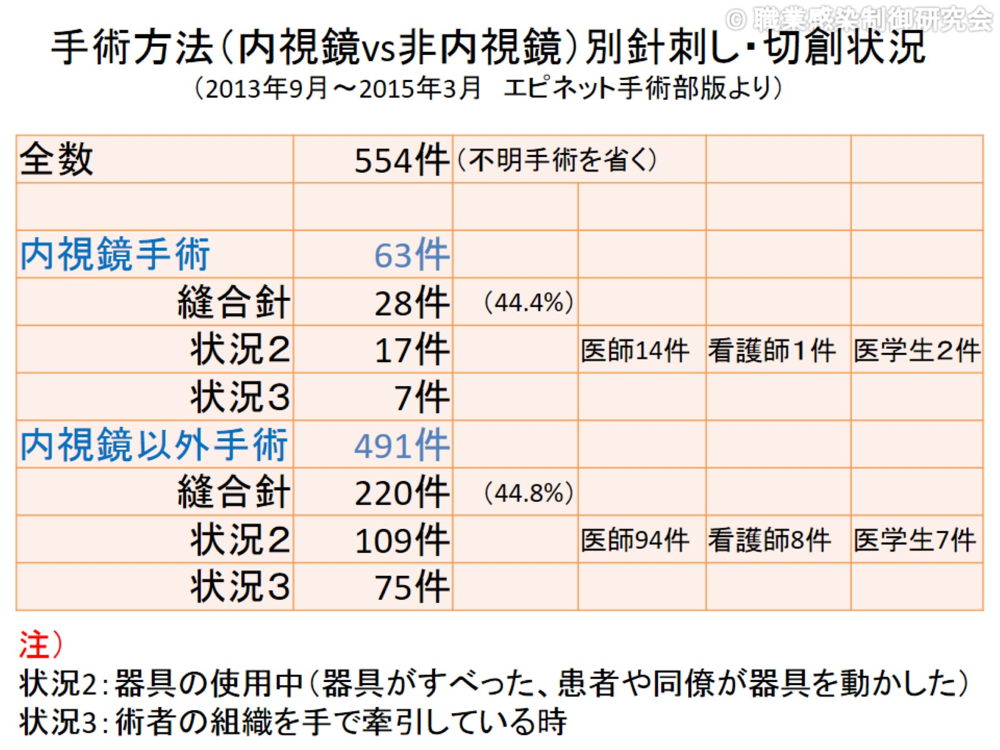 © 職業感染制御研究会
手術方法（内視鏡vs非内視鏡）別針刺し・切創状況
（2013年9月～2015年3月　エピネット手術部版より）
全数 554件 （不明手術を省く）
内視鏡手術 63件
縫合針 28件 （44.4%）
状況２ 17件 医師14件 看護師１件 医学生２件
状況３ 7件
内視鏡以外手術 491件
縫合針 220件 （44.8%）
状況２ 109件 医師94件 看護師8件 医学生7件
状況３ 75件
注）
状況2：器具の使用中（器具がすべった、患者や同僚が器具を動かした）
状況3：術者の組織を手で牽引している時